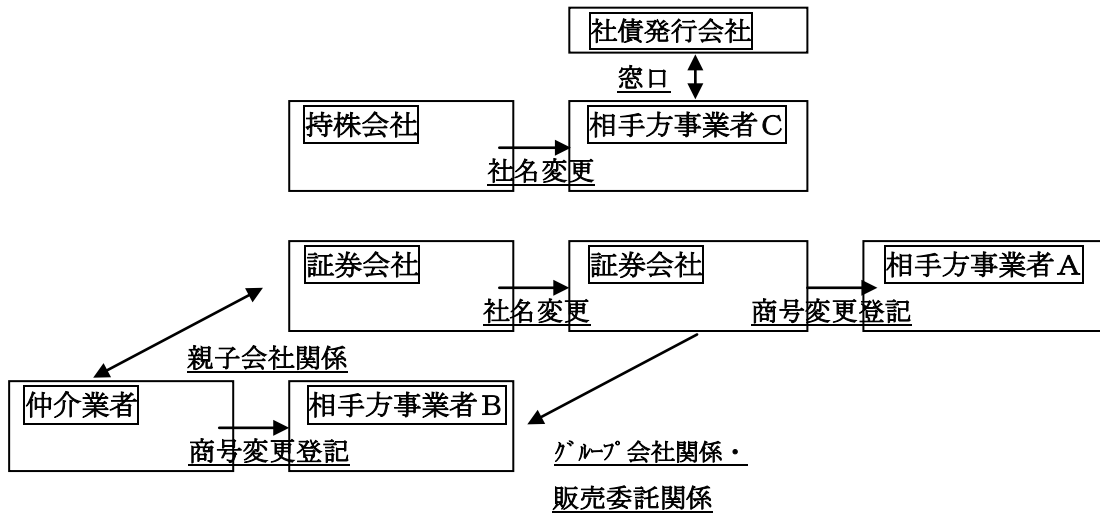 社債発行会社
窓口
持株会社
相手方事業者C
社名変更
証券会社
証券会社
相手方事業者A
社名変更
商号変更登記
親子会社関係
仲介業者
相手方事業者B
商号変更登記
ｸﾞﾙｰﾌﾟ会社関係・
販売委託関係